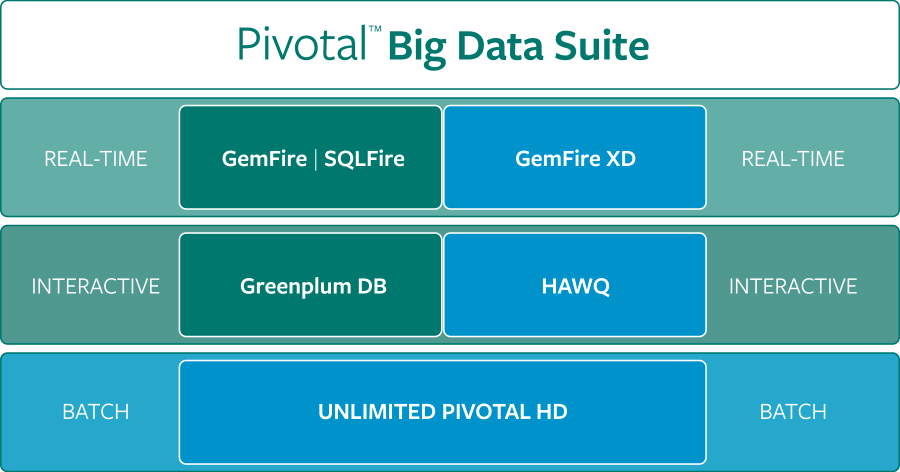 Pivotal™ Big Data Suite
REAL-TIME GemFire | SQLFire GemFire XD REAL-TIME
INTERACTIVE Greenplum DB HAWQ INTERACTIVE
BATCH UNLIMITED PIVOTAL HD BATCH